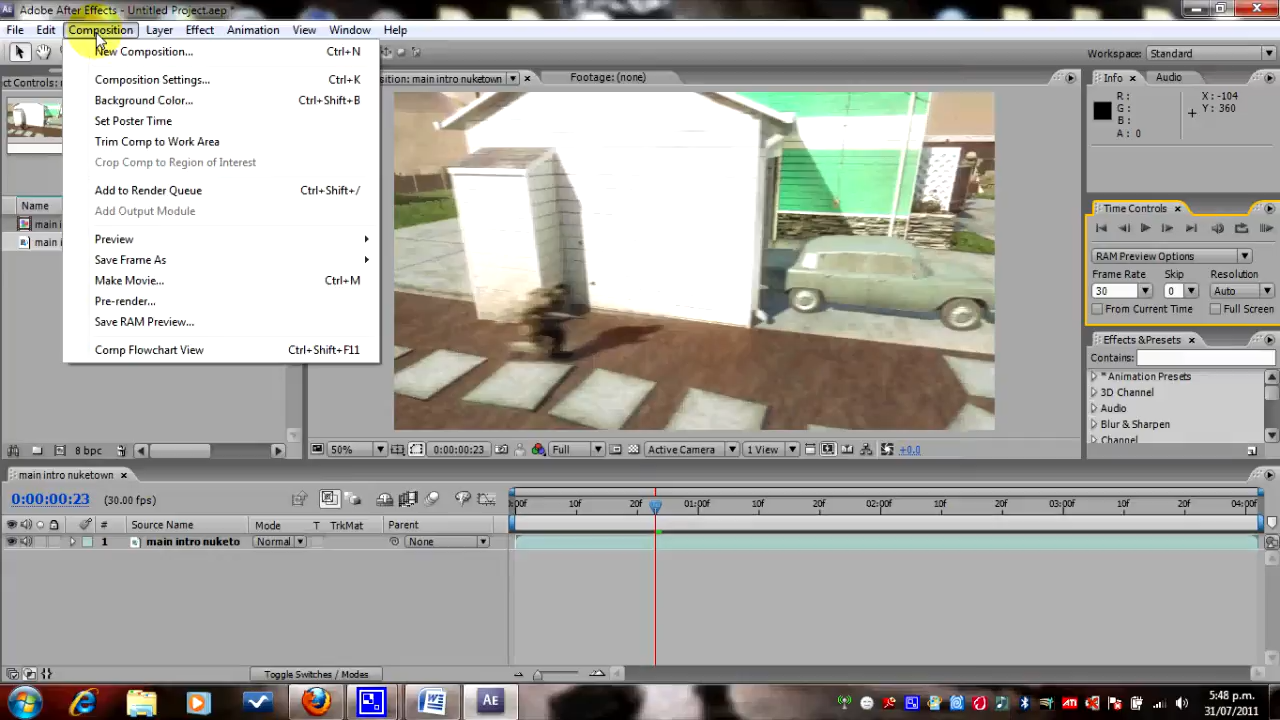 Adobe After Effects - Untitled Project.aep *
File Edit Composition Layer Effect Animation View Window Help
New Composition... Ctrl+N
Composition Settings... Ctrl+K
Background Color... Ctrl+Shift+B
Set Poster Time
Trim Comp to Work Area
Crop Comp to Region of Interest
Add to Render Queue Ctrl+Shift+/
Add Output Module
Preview
Save Frame As
Make Movie... Ctrl+M
Pre-render...
Save RAM Preview...
Comp Flowchart View Ctrl+Shift+F11
Workspace: Standard
ct Controls:
sition: main intro nuketown
Footage: (none)
Info Audio
R : X : -104
G : Y : 360
B :
A : 0
Name
main i
main i
Time Controls
RAM Preview Options
Frame Rate Skip Resolution
30 0 Auto
From Current Time Full Screen
Effects & Presets
Contains:
* Animation Presets
3D Channel
Audio
Blur & Sharpen
Channel
8 bpc
50% 0:00:00:23 Full Active Camera 1 View +0.0
main intro nuketown
0:00:00:23 (30.00 fps)
:00f 10f 20f 01:00f 10f 20f 02:00f 10f 20f 03:00f 10f 20f 04:00f
# Source Name Mode T TrkMat Parent
1 main intro nuketo Normal None
Toggle Switches / Modes
AE
5:48 p.m.
31/07/2011